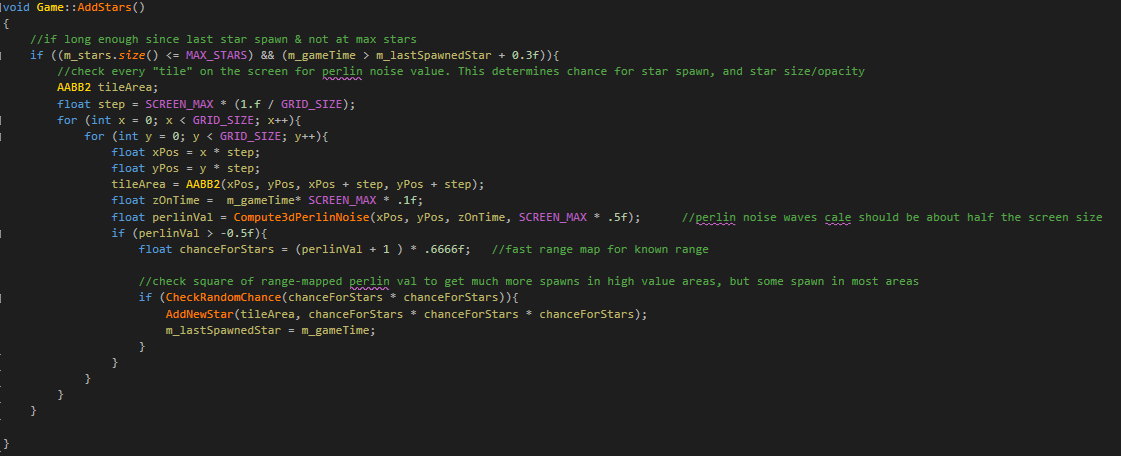 void Game::AddStars()
{
    //if long enough since last star spawn & not at max stars
    if ((m_stars.size() <= MAX_STARS) && (m_gameTime > m_lastSpawnedStar + 0.3f)){
        //check every "tile" on the screen for perlin noise value. This determines chance for star spawn, and star size/opacity
        AABB2 tileArea;
        float step = SCREEN_MAX * (1.f / GRID_SIZE);
        for (int x = 0; x < GRID_SIZE; x++){
            for (int y = 0; y < GRID_SIZE; y++){
                float xPos = x * step;
                float yPos = y * step;
                tileArea = AABB2(xPos, yPos, xPos + step, yPos + step);
                float zOnTime =  m_gameTime* SCREEN_MAX * .1f;
                float perlinVal = Compute3dPerlinNoise(xPos, yPos, zOnTime, SCREEN_MAX * .5f);      //perlin noise waves cale should be about half the screen size
                if (perlinVal > -0.5f){
                    float chanceForStars = (perlinVal + 1 ) * .6666f;   //fast range map for known range
                    //check square of range-mapped perlin val to get much more spawns in high value areas, but some spawn in most areas
                    if (CheckRandomChance(chanceForStars * chanceForStars)){
                        AddNewStar(tileArea, chanceForStars * chanceForStars * chanceForStars);
                        m_lastSpawnedStar = m_gameTime;
                    }
                }
            }
        }
    }
}